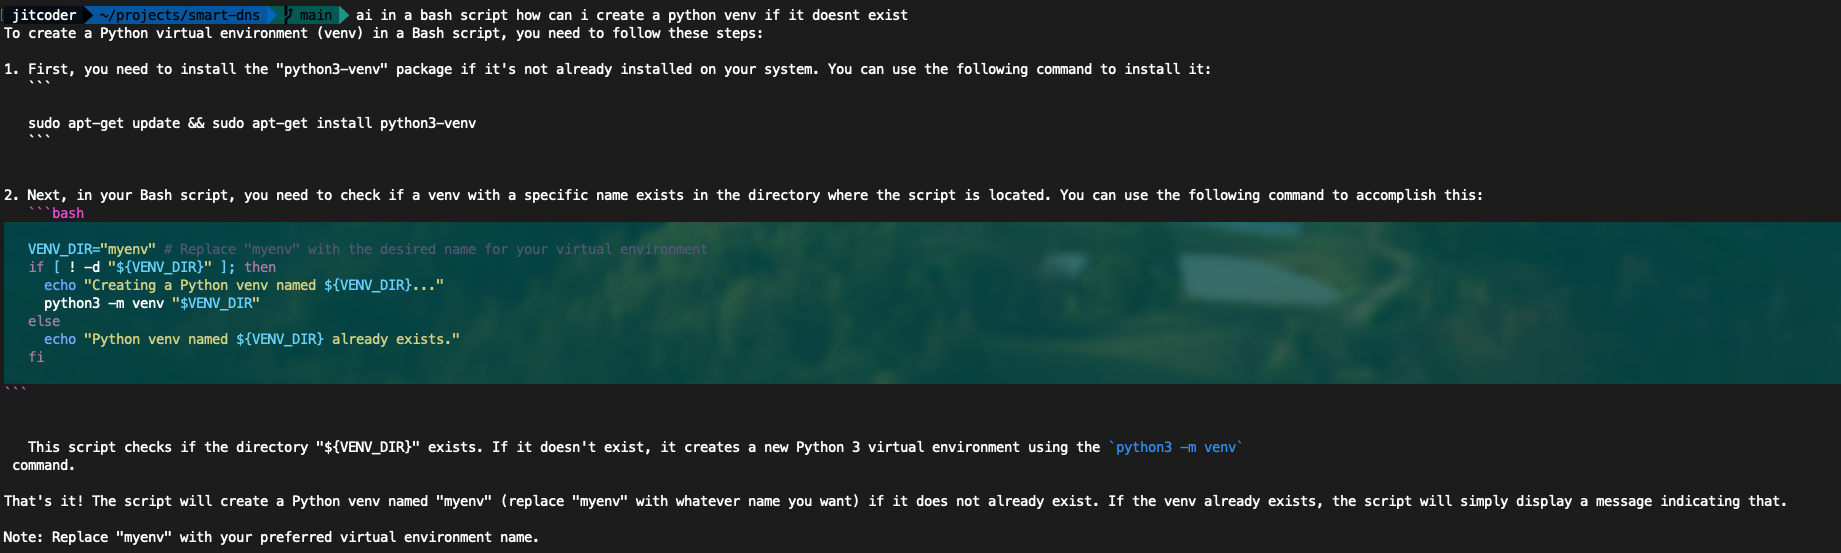 jitcoder ~/projects/smart-dns main ai in a bash script how can i create a python venv if it doesnt exist
To create a Python virtual environment (venv) in a Bash script, you need to follow these steps:
1. First, you need to install the "python3-venv" package if it's not already installed on your system. You can use the following command to install it:
```
sudo apt-get update && sudo apt-get install python3-venv
```
2. Next, in your Bash script, you need to check if a venv with a specific name exists in the directory where the script is located. You can use the following command to accomplish this:
```bash
VENV_DIR="myenv" # Replace "myenv" with the desired name for your virtual environment
if [ ! -d "${VENV_DIR}" ]; then
echo "Creating a Python venv named ${VENV_DIR}..."
python3 -m venv "$VENV_DIR"
else
echo "Python venv named ${VENV_DIR} already exists."
fi
```
This script checks if the directory "${VENV_DIR}" exists. If it doesn't exist, it creates a new Python 3 virtual environment using the `python3 -m venv`
command.
That's it! The script will create a Python venv named "myenv" (replace "myenv" with whatever name you want) if it does not already exist. If the venv already exists, the script will simply display a message indicating that.
Note: Replace "myenv" with your preferred virtual environment name.